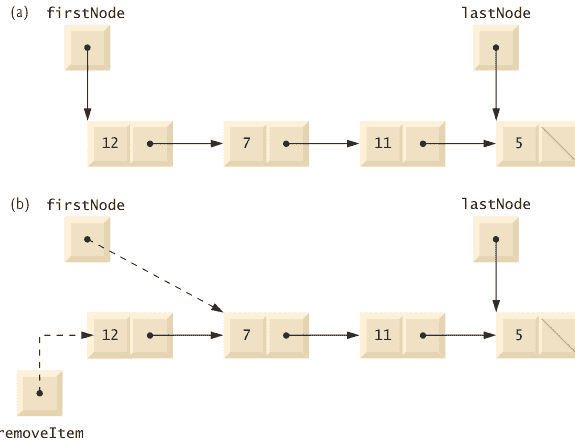 (a) firstNode lastNode
12 7 11 5
(b) firstNode lastNode
12 7 11 5
removeItem